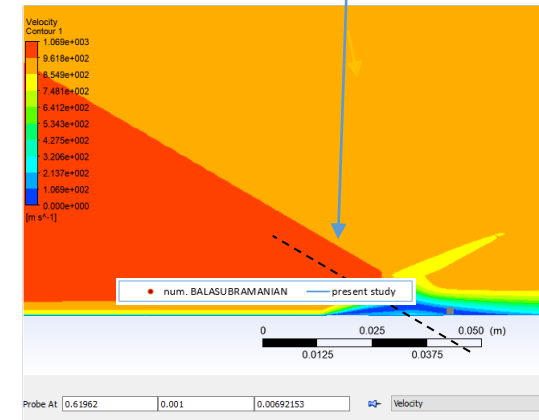 Velocity
Contour 1
1.069e+003
9.618e+002
8.549e+002
7.481e+002
6.412e+002
5.343e+002
4.275e+002
3.206e+002
2.137e+002
1.069e+002
0.000e+000
[m s^-1]
num. BALASUBRAMANIAN present study
0 0.025 0.050 (m)
0.0125 0.0375
Probe At 0.61962 0.001 0.00692153 Velocity